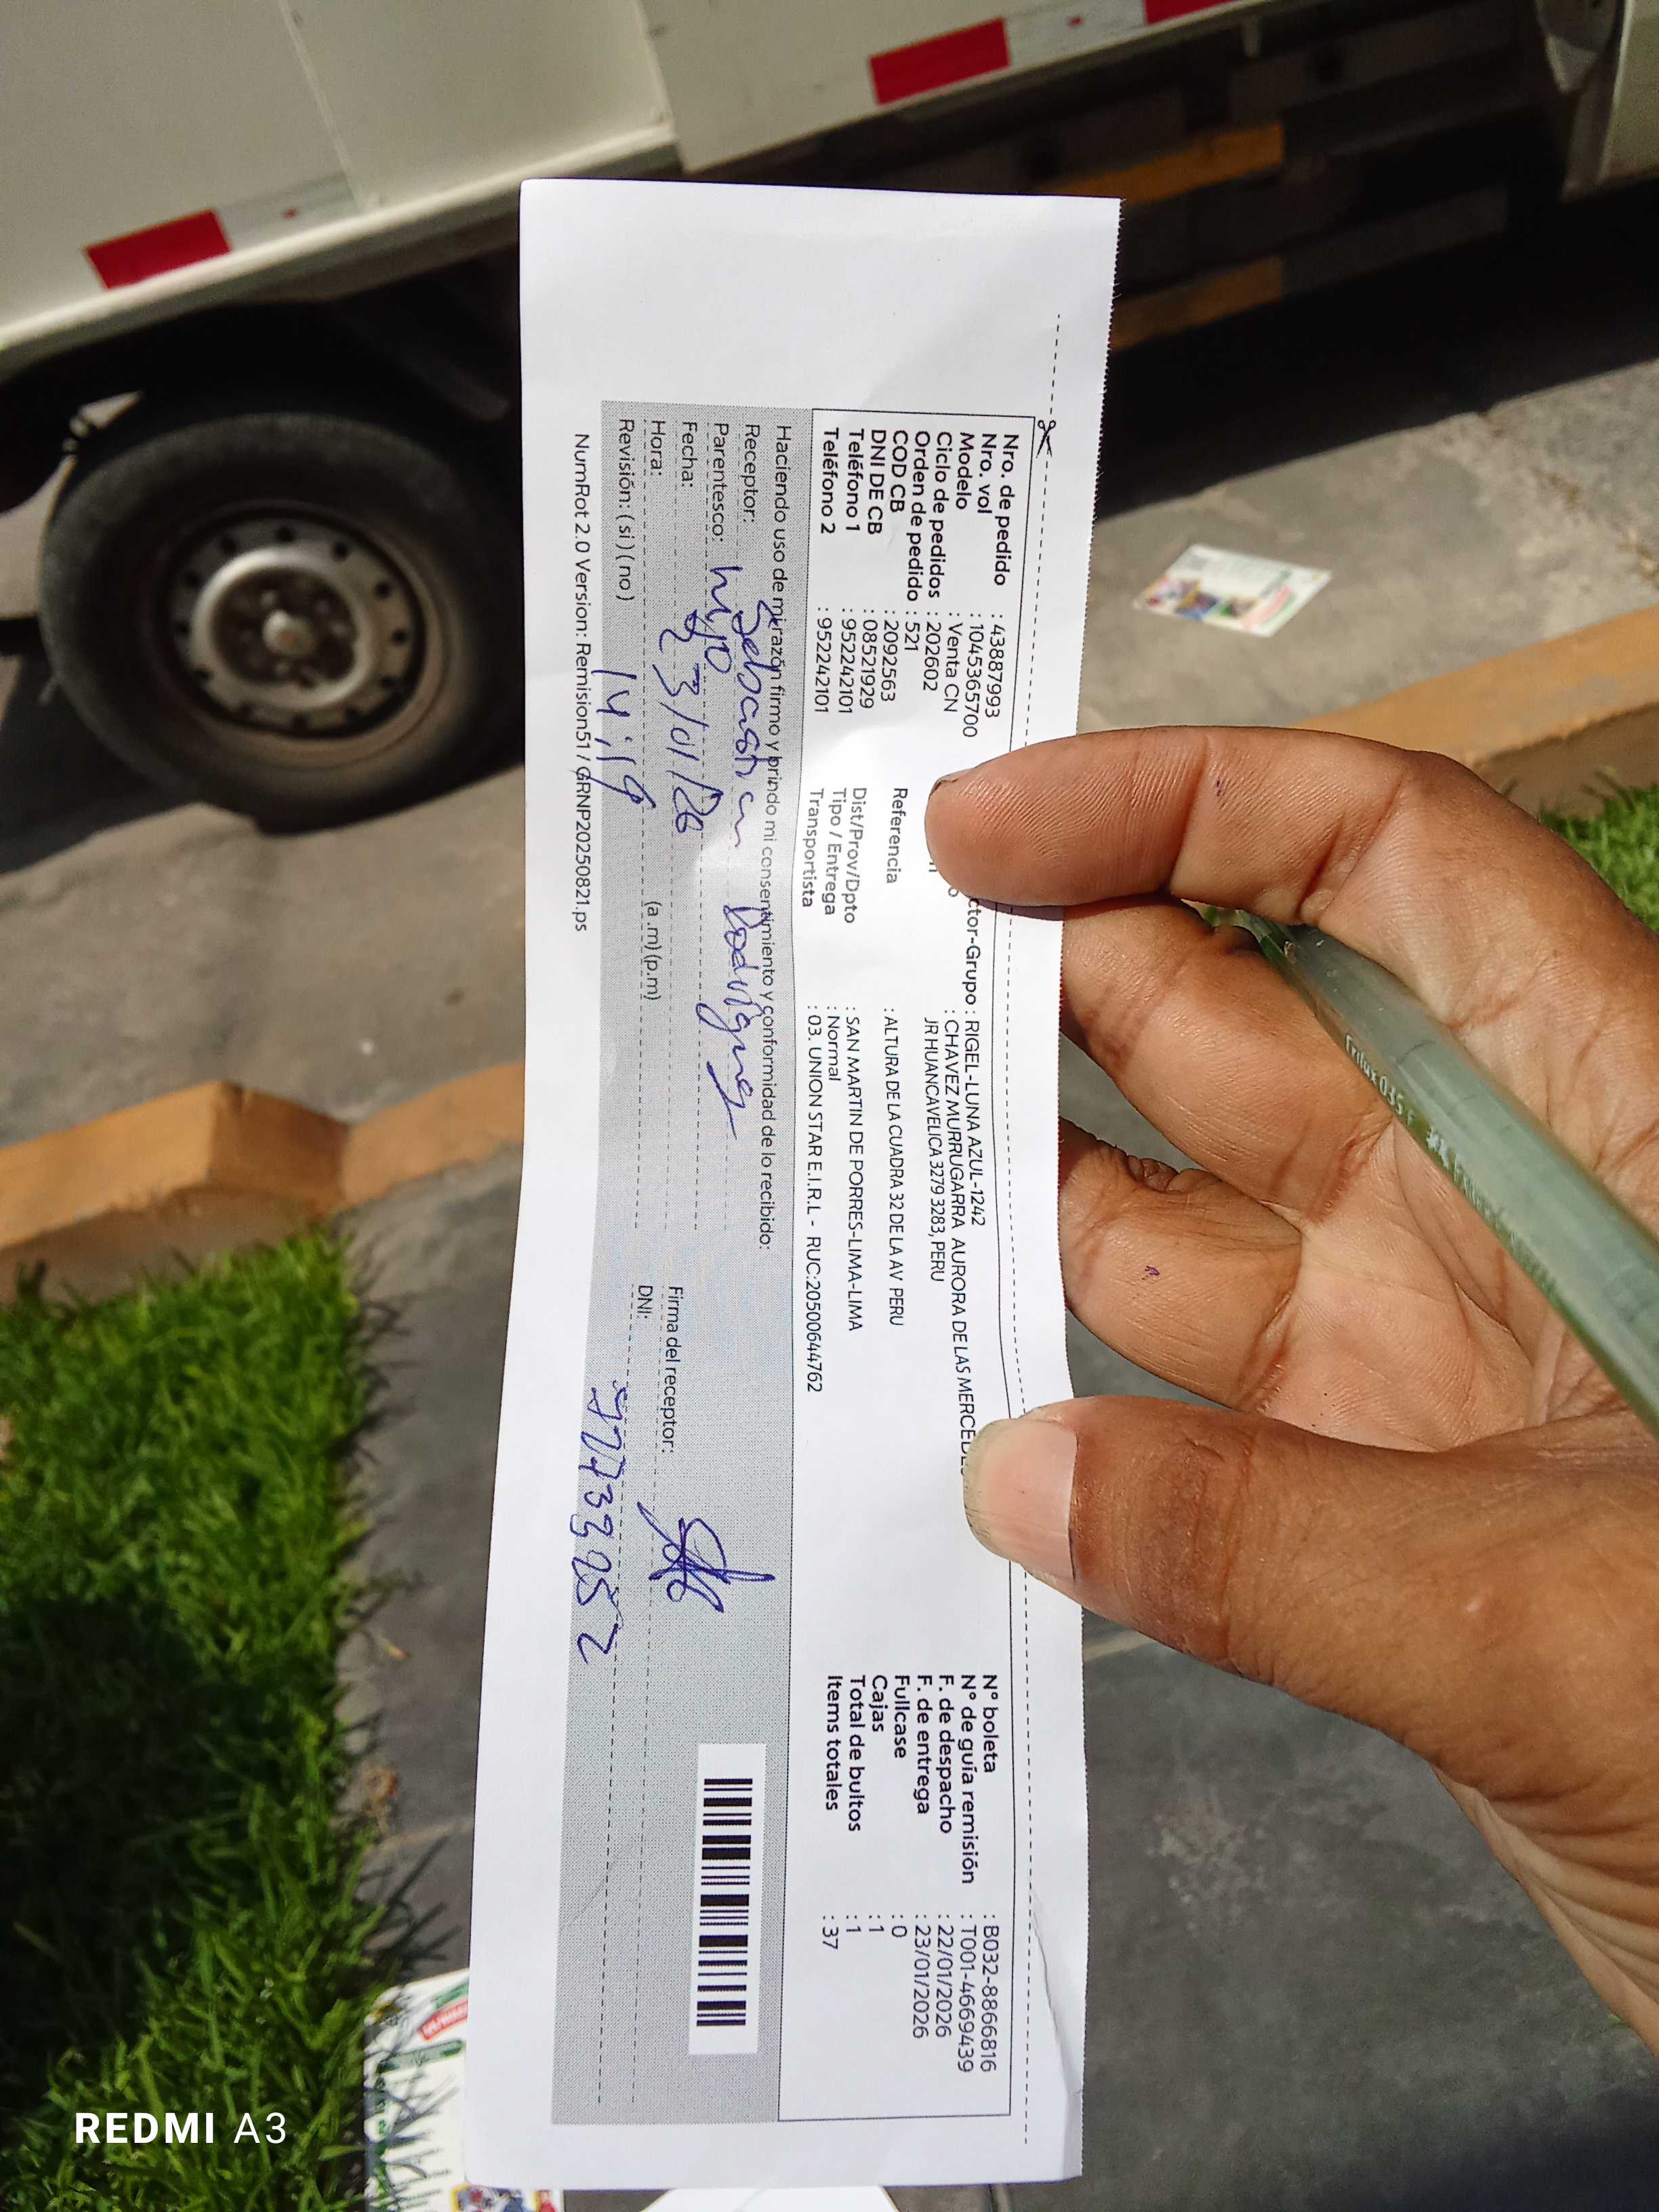 Nro. de pedido : 438887993
Nro. vol : 1045365700
Modelo : Venta CN
Ciclo de pedidos : 202602
Orden de pedido : 521
COD CB : 2092563
DNI DE CB : 08521929
Teléfono 1 : 952242101
Teléfono 2 : 952242101
ctor-Grupo : RIGEL-LUNA AZUL-1242
: CHAVEZ MURRUGARRA AURORA DE LAS MERCEDES
JR HUANCAVELICA 3279 3283, PERU
Referencia : ALTURA DE LA CUADRA 32 DE LA AV PERU
Dist/Prov/Dpto : SAN MARTIN DE PORRES-LIMA-LIMA
Tipo / Entrega : Normal
Transportista : 03. UNION STAR E.I.R.L - RUC:20500644762
N° boleta : B032-8866816
N° de guía remisión : T001-4669439
F. de despacho : 22/01/2026
F. de entrega : 23/01/2026
Fullcase : 0
Cajas : 1
Total de bultos : 1
Items totales : 37
Haciendo uso de mi razón firmo y brindo mi consentimiento y conformidad de lo recibido:
Receptor: Sebastian Rodriguez
Parentesco: hijo
Fecha: 23/01/26
Hora: 14:19 (a .m) (p.m)
Revisión: ( si ) ( no )
Firma del receptor:
DNI:
NumRot 2.0 Version: Remision51 / GRNP20250821.ps
REDMI A3